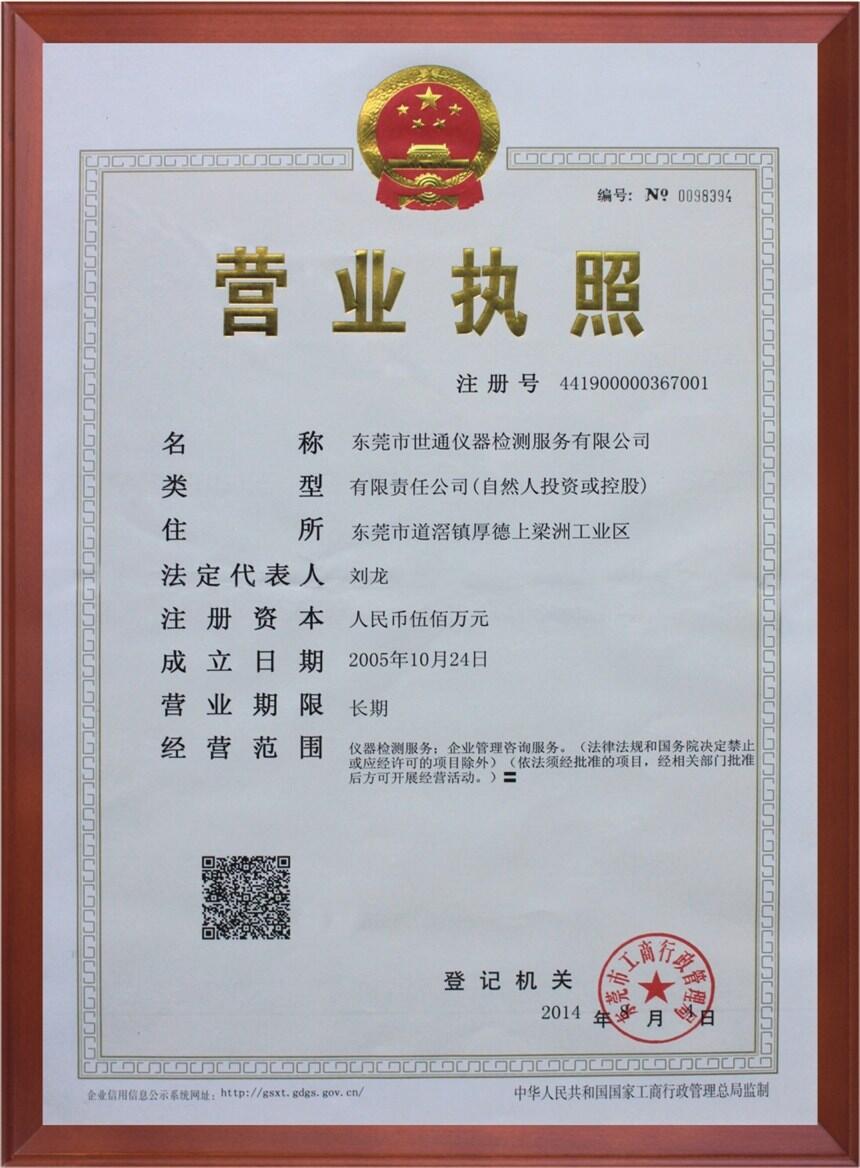 编号: Nº 0098394
营业执照
注册号 441900000367001
名称 东莞市世通仪器检测服务有限公司
类型 有限责任公司(自然人投资或控股)
住所 东莞市道滘镇厚德上梁洲工业区
法定代表人 刘龙
注册资本 人民币伍佰万元
成立日期 2005年10月24日
营业期限 长期
经营范围 仪器检测服务；企业管理咨询服务。（法律法规和国务院决定禁止
或应经许可的项目除外）（依法须经批准的项目，经相关部门批准
后方可开展经营活动。）〓
东莞市工商行政管理局
登记机关
2014 年 8 月 1 日
企业信用信息公示系统网址：http://gsxt.gdgs.gov.cn/
中华人民共和国国家工商行政管理总局监制